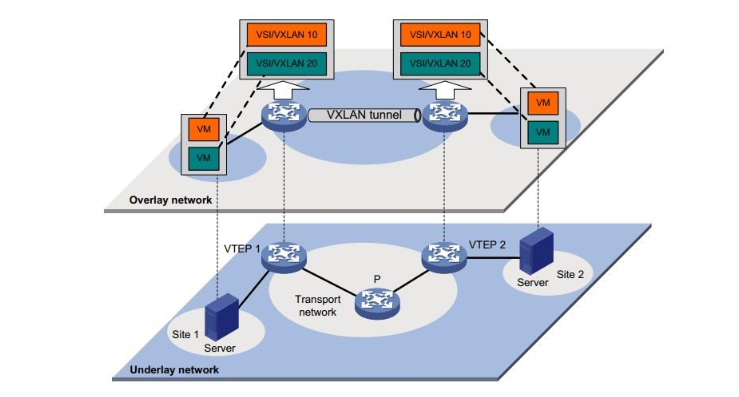 VSI/VXLAN 10
VSI/VXLAN 20
VSI/VXLAN 10
VSI/VXLAN 20
VM
VM
VXLAN tunnel
VM
VM
Overlay network
VTEP 1
VTEP 2
P
Transport
network
Server
Site 2
Site 1
Server
Underlay network